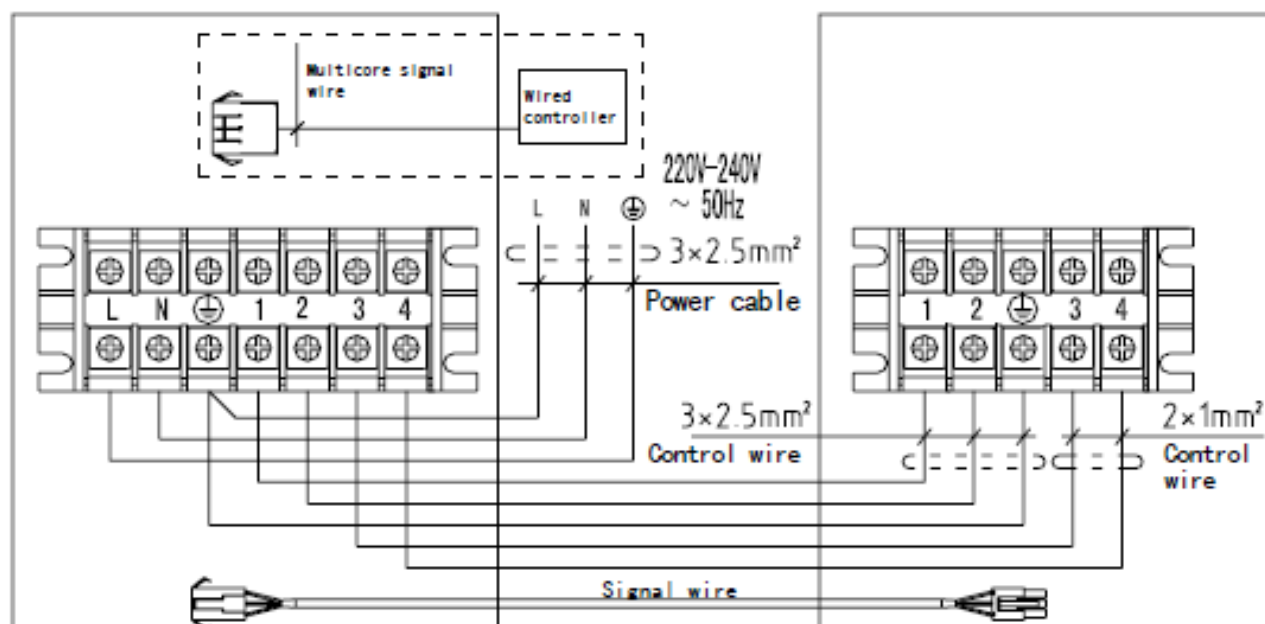 Multicore signal
wire
Wired
controller
220V-240V
~ 50Hz
L N
3×2.5mm²
Power cable
L N 1 2 3 4
1 2 3 4
3×2.5mm²
Control wire
2×1mm²
Control
wire
Signal wire